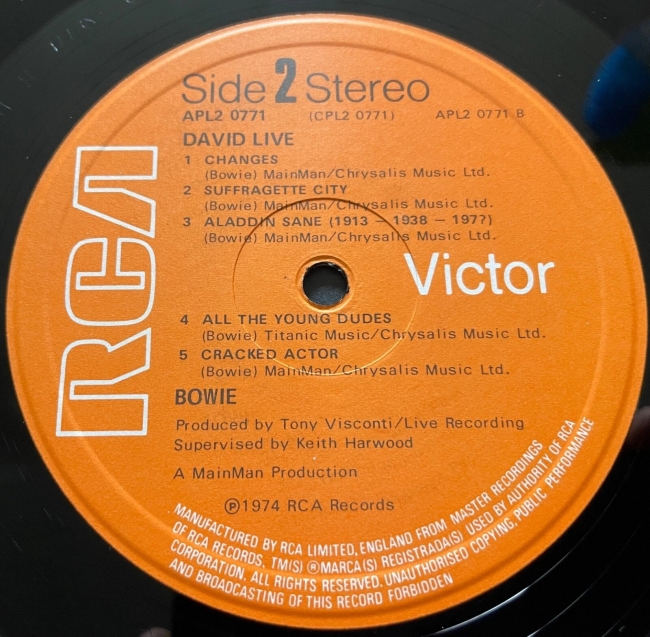 Side 2 Stereo
APL2 0771 (CPL2 0771) APL2 0771 B
DAVID LIVE
1 CHANGES
(Bowie) MainMan/Chrysalis Music Ltd.
2 SUFFRAGETTE CITY
(Bowie) MainMan/Chrysalis Music Ltd.
3 ALADDIN SANE (1913 – 1938 – 197?)
(Bowie) MainMan/Chrysalis Music Ltd.
RCA
Victor
4 ALL THE YOUNG DUDES
(Bowie) Titanic Music/Chrysalis Music Ltd.
5 CRACKED ACTOR
(Bowie) MainMan/Chrysalis Music Ltd.
BOWIE
Produced by Tony Visconti/Live Recording
Supervised by Keith Harwood
A MainMan Production
℗1974 RCA Records
MANUFACTURED BY RCA LIMITED, ENGLAND FROM MASTER RECORDINGS
OF RCA RECORDS. TM(S) ® MARCA(S) REGISTRADA(S) USED BY AUTHORITY OF RCA
CORPORATION. ALL RIGHTS RESERVED. UNAUTHORISED COPYING, PUBLIC PERFORMANCE
AND BROADCASTING OF THIS RECORD FORBIDDEN